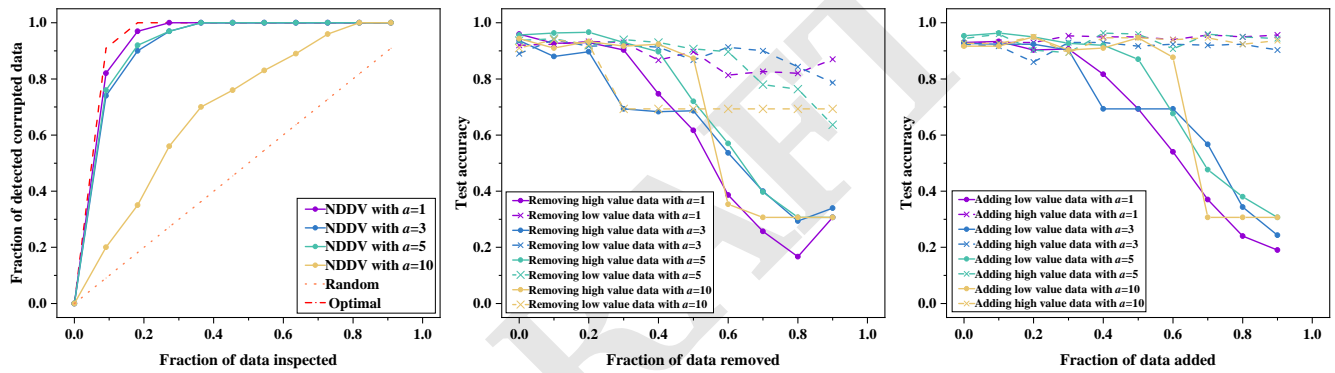 1.0
0.8
0.6
0.4
0.2
0.0
Fraction of detected corrupted data
NDDV with a=1
NDDV with a=3
NDDV with a=5
NDDV with a=10
Random
Optimal
0.0 0.2 0.4 0.6 0.8 1.0
Fraction of data inspected
1.0
0.8
0.6
0.4
0.2
0.0
Test accuracy
Removing high value data with a=1
Removing low value data with a=1
Removing high value data with a=3
Removing low value data with a=3
Removing high value data with a=5
Removing low value data with a=5
Removing high value data with a=10
Removing low value data with a=10
0.0 0.2 0.4 0.6 0.8 1.0
Fraction of data removed
1.0
0.8
0.6
0.4
0.2
0.0
Test accuracy
Adding low value data with a=1
Adding high value data with a=1
Adding low value data with a=3
Adding high value data with a=3
Adding low value data with a=5
Adding high value data with a=5
Adding low value data with a=10
Adding high value data with a=10
0.0 0.2 0.4 0.6 0.8 1.0
Fraction of data added
RAFT